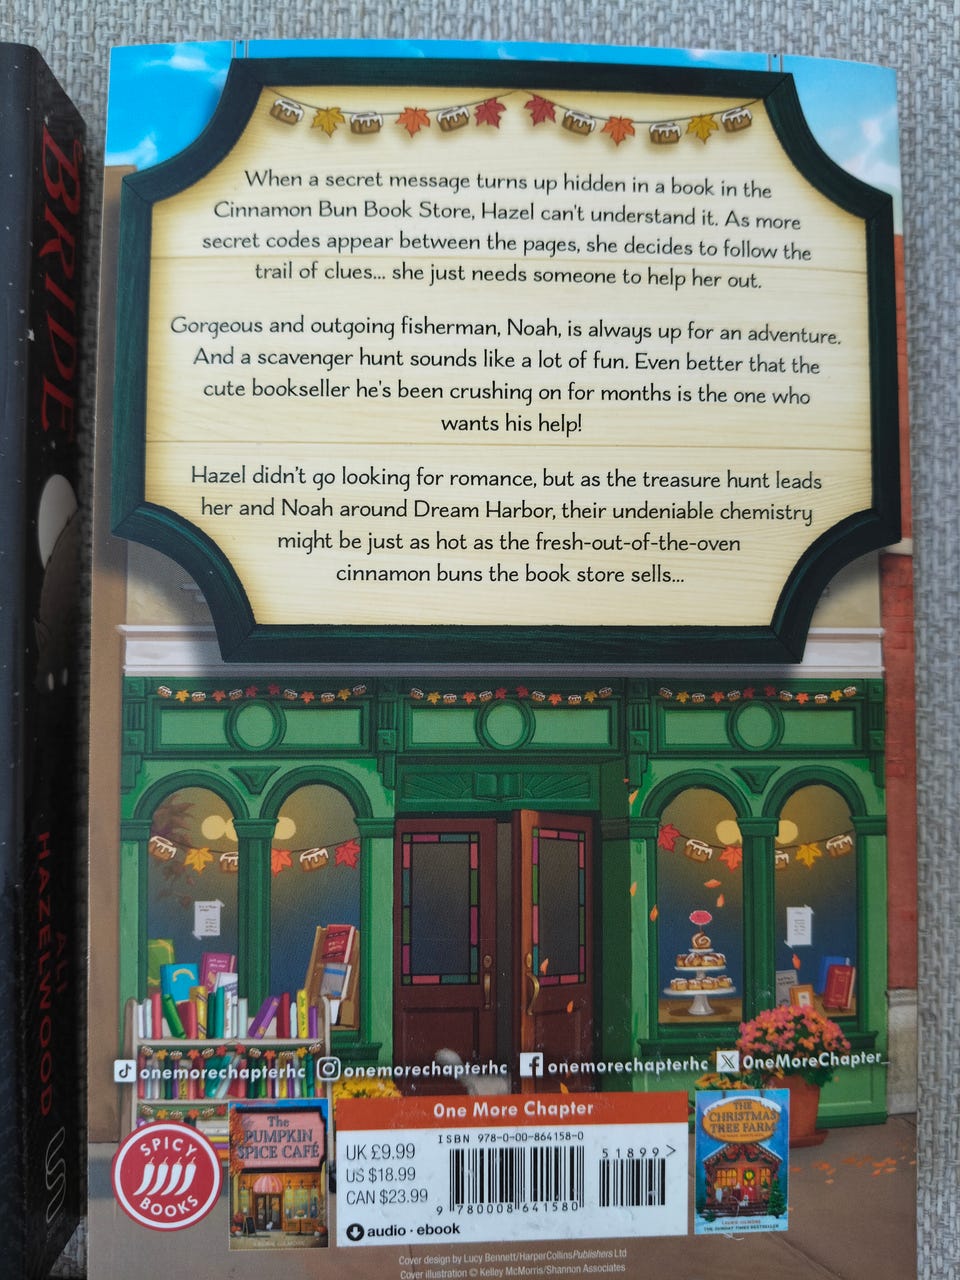 BRIDE
ALI
HAZELWOOD
When a secret message turns up hidden in a book in the
Cinnamon Bun Book Store, Hazel can't understand it. As more
secret codes appear between the pages, she decides to follow the
trail of clues... she just needs someone to help her out.
Gorgeous and outgoing fisherman, Noah, is always up for an adventure.
And a scavenger hunt sounds like a lot of fun. Even better that the
cute bookseller he's been crushing on for months is the one who
wants his help!
Hazel didn't go looking for romance, but as the treasure hunt leads
her and Noah around Dream Harbor, their undeniable chemistry
might be just as hot as the fresh-out-of-the-oven
cinnamon buns the book store sells...
onemorechapterhc
onemorechapterhc
onemorechapterhc
OneMoreChapter_
SPICY
BOOKS
The
PUMPKIN
SPICE CAFÉ
LAURIE GILMORE
One More Chapter
ISBN 978-0-00-864158-0
UK £9.99
US $18.99
CAN $23.99
51899>
9 780008 641580
audio · ebook
THE
CHRISTMAS
TREE FARM
LAURIE GILMORE
THE SUNDAY TIMES BESTSELLER
Cover design by Lucy Bennett/HarperCollinsPublishers Ltd
Cover illustration © Kelley McMorris/Shannon Associates